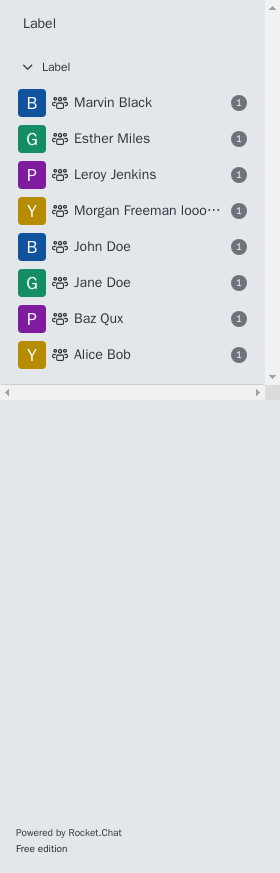 Label
Label
B Marvin Black 1
G Esther Miles 1
P Leroy Jenkins 1
Y Morgan Freeman looo... 1
B John Doe 1
G Jane Doe 1
P Baz Qux 1
Y Alice Bob 1
Powered by Rocket.Chat
Free edition